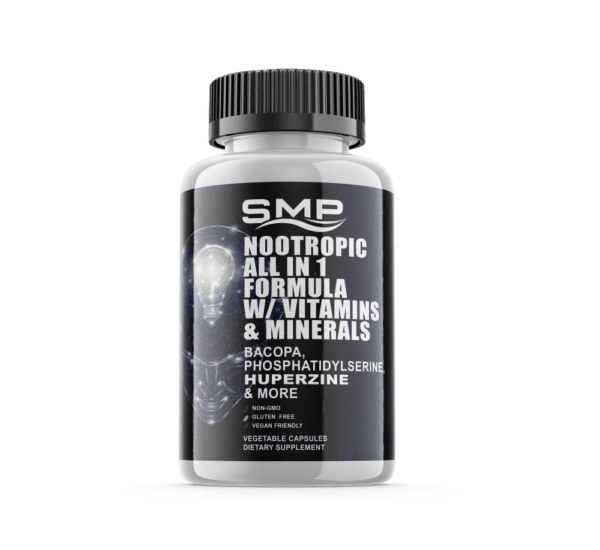 SMP
NOOTROPIC
ALL IN 1
FORMULA
W/ VITAMINS
& MINERALS
BACOPA,
PHOSPHATIDYLSERINE,
HUPERZINE
& MORE
NON-GMO
GLUTEN FREE
VEGAN FRIENDLY
VEGETABLE CAPSULES
DIETARY SUPPLEMENT